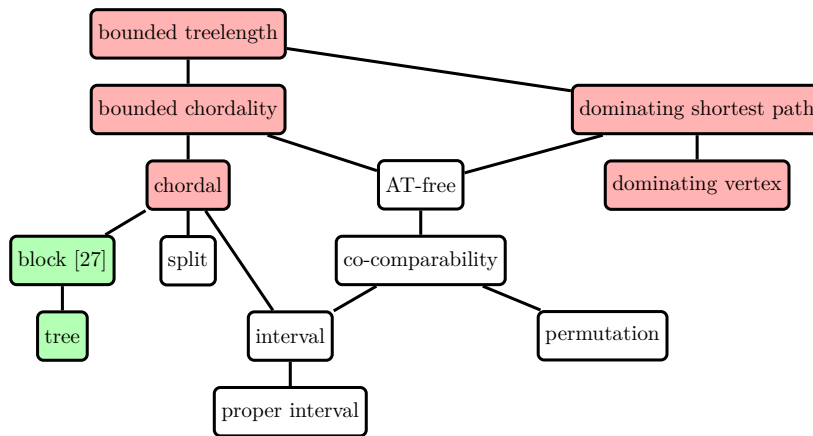 bounded treelength
bounded chordality
dominating shortest path
chordal
AT-free
dominating vertex
block [27]
split
co-comparability
tree
interval
permutation
proper interval